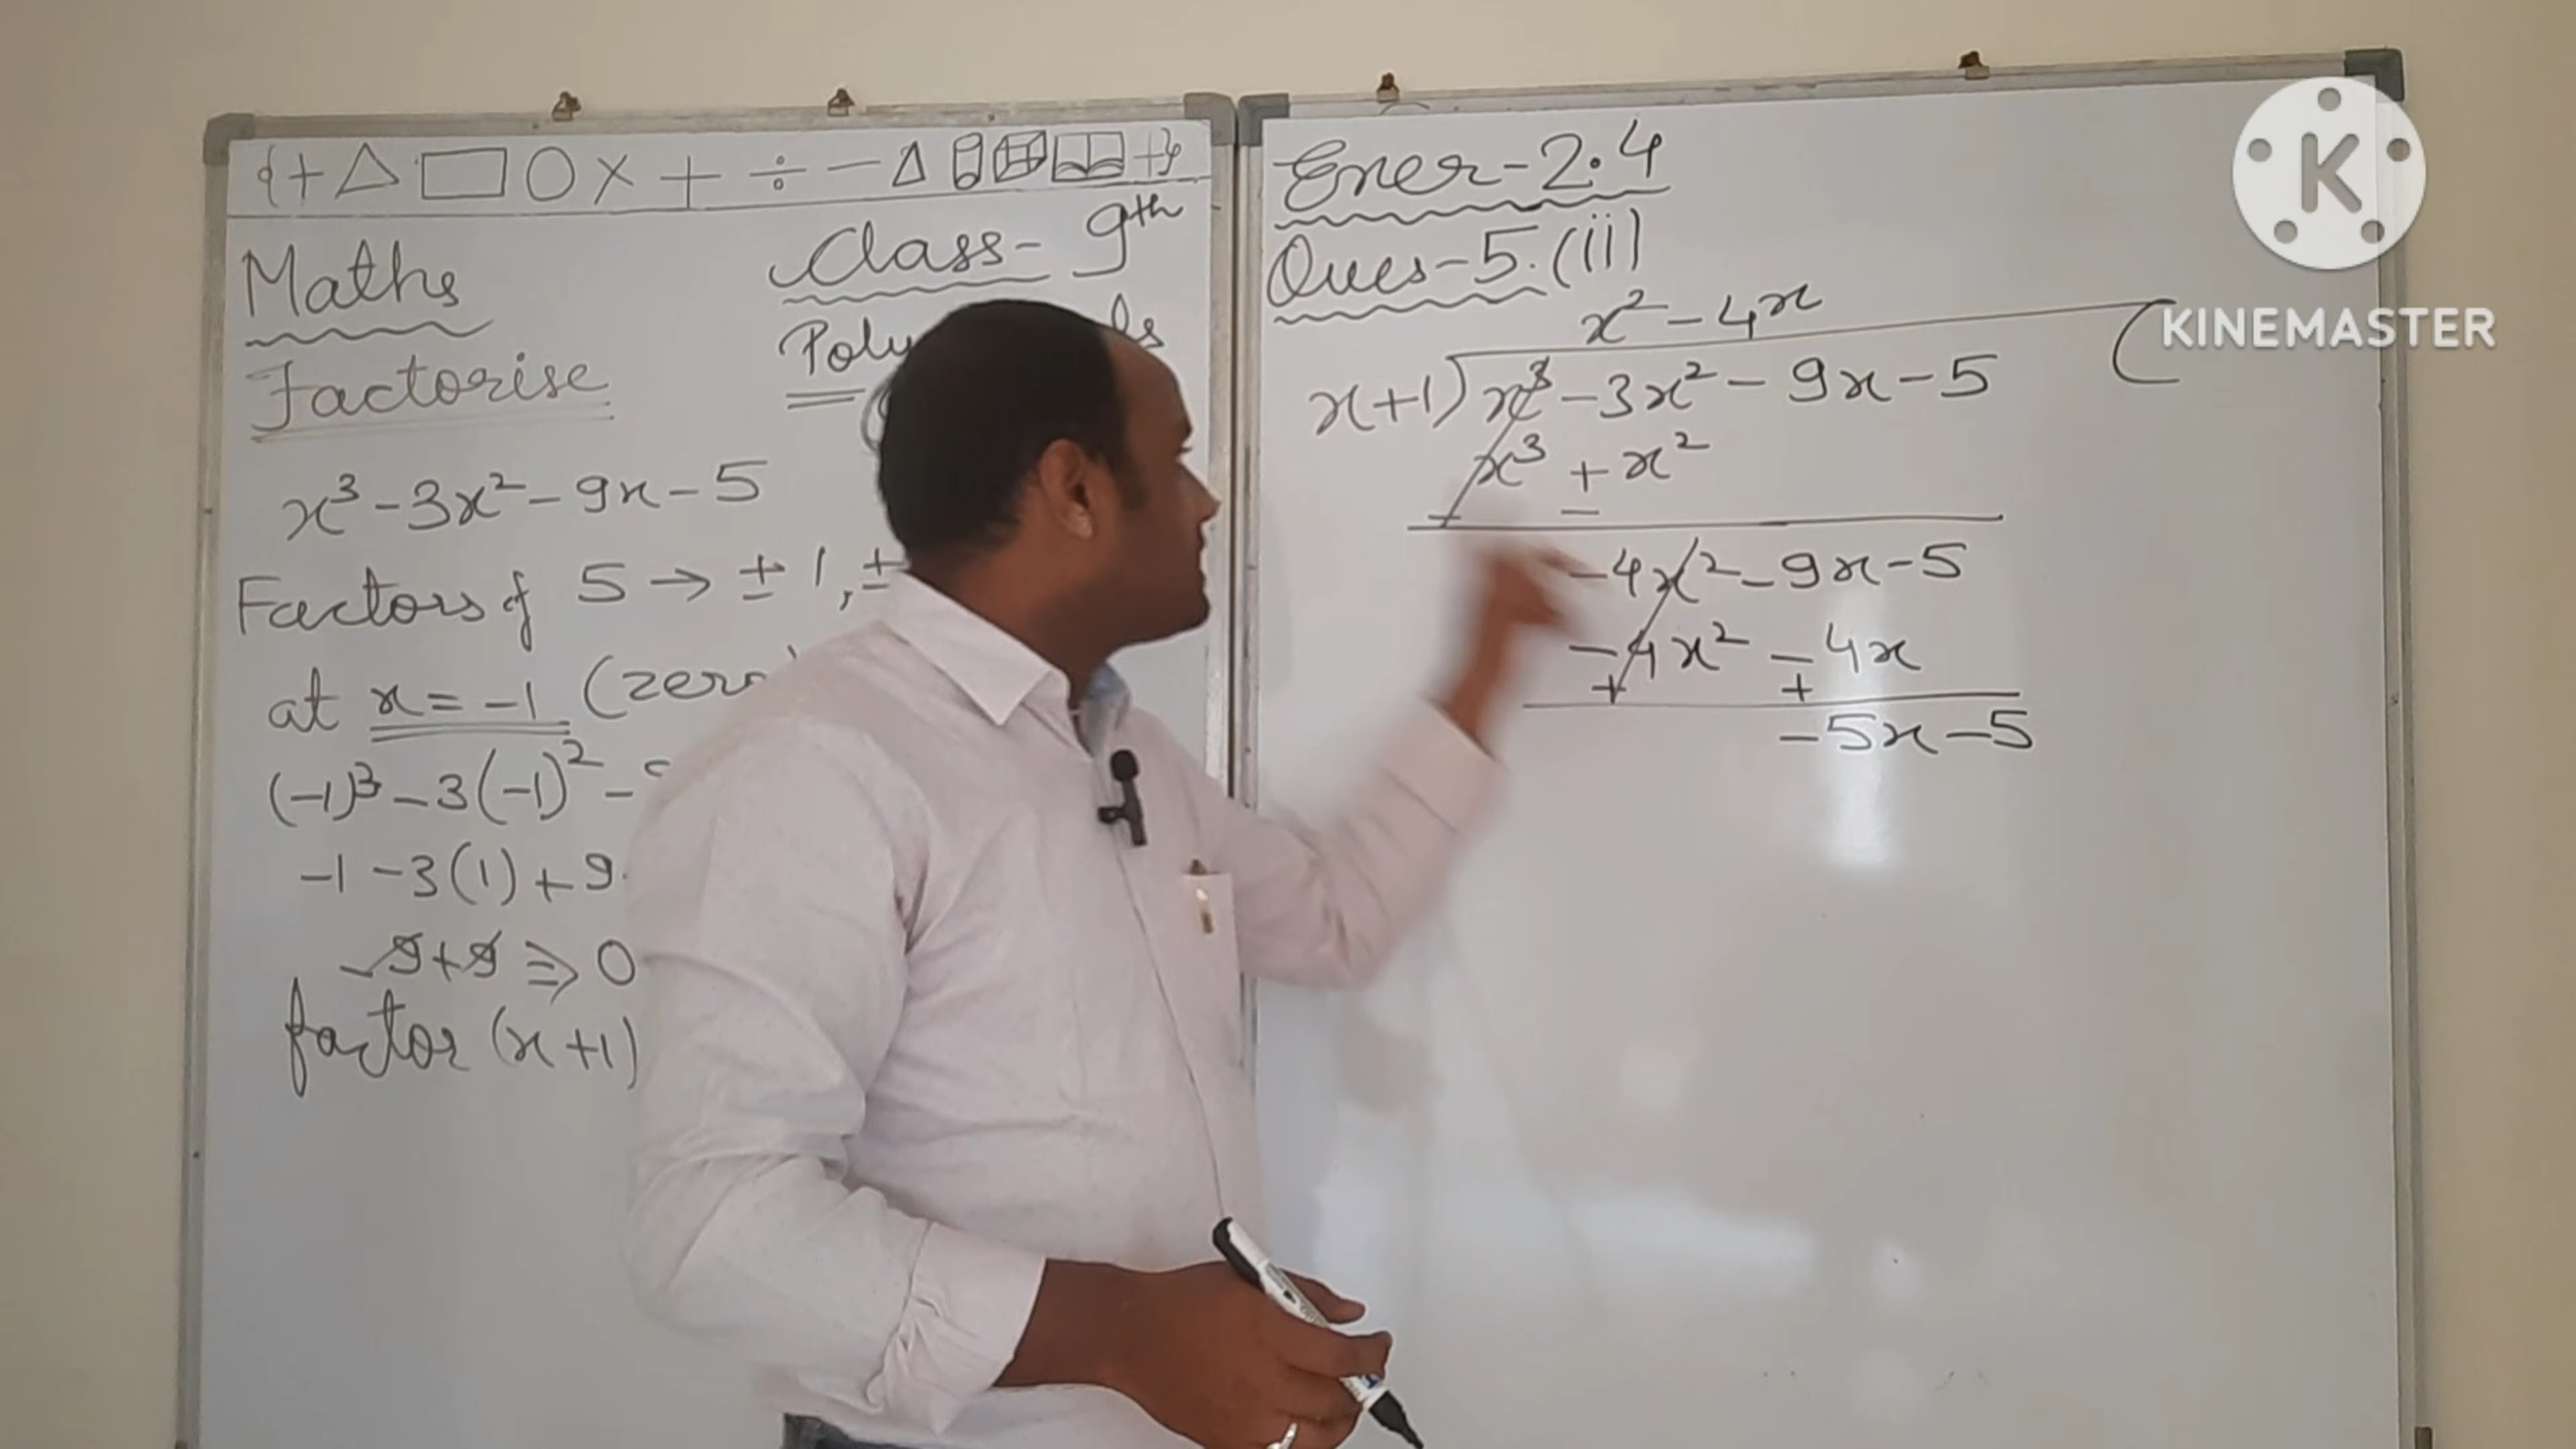 {+ △ □ ○ × + ÷ −
Maths
Class- 9th
Factorise
x³-3x²-9x-5
Factors of 5 → ±1, ±
at x = -1 (zero)
(-1)³-3(-1)²-
-1-3(1)+9
-9+9 ⇒ 0
factor (x+1)
Exer-2.4
Ques-5.(ii)
x²-4x
x+1)x³-3x²-9x-5(
x³+x²
- -
-4x²-9x-5
-4x²-4x
+ +
-5x-5
K
KINEMASTER